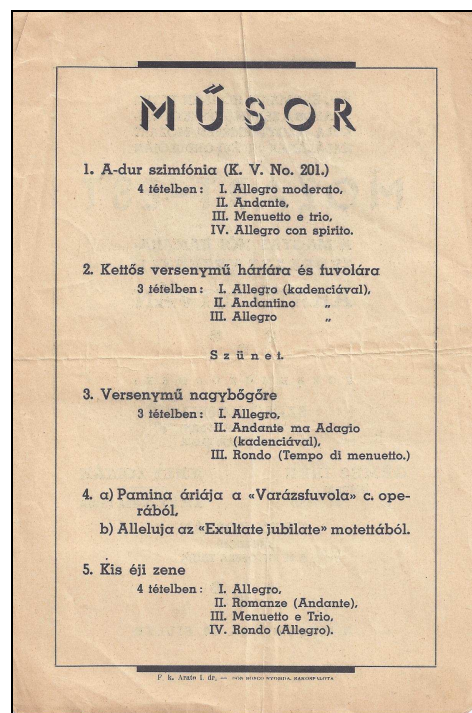 MŰSOR
1. A-dur szimfónia (K. V. No. 201.)
4 tételben: I. Allegro moderato,
II. Andante,
III. Menuetto e trio,
IV. Allegro con spirito.
2. Kettős versenymű hárfára és fuvolára
3 tételben: I. Allegro (kadenciával),
II. Andantino „
III. Allegro „
Szünet.
3. Versenymű nagybőgőre
3 tételben: I. Allegro,
II. Andante ma Adagio
(kadenciával),
III. Rondo (Tempo di menuetto.)
4. a) Pamina áriája a «Varázsfuvola» c. ope-
rából,
b) Alleluja az «Exultate jubilate» motettából.
5. Kis éji zene
4 tételben: I. Allegro,
II. Romanze (Andante),
III. Menuetto e Trio,
IV. Rondo (Allegro).
F. k. Arató I. dr. —